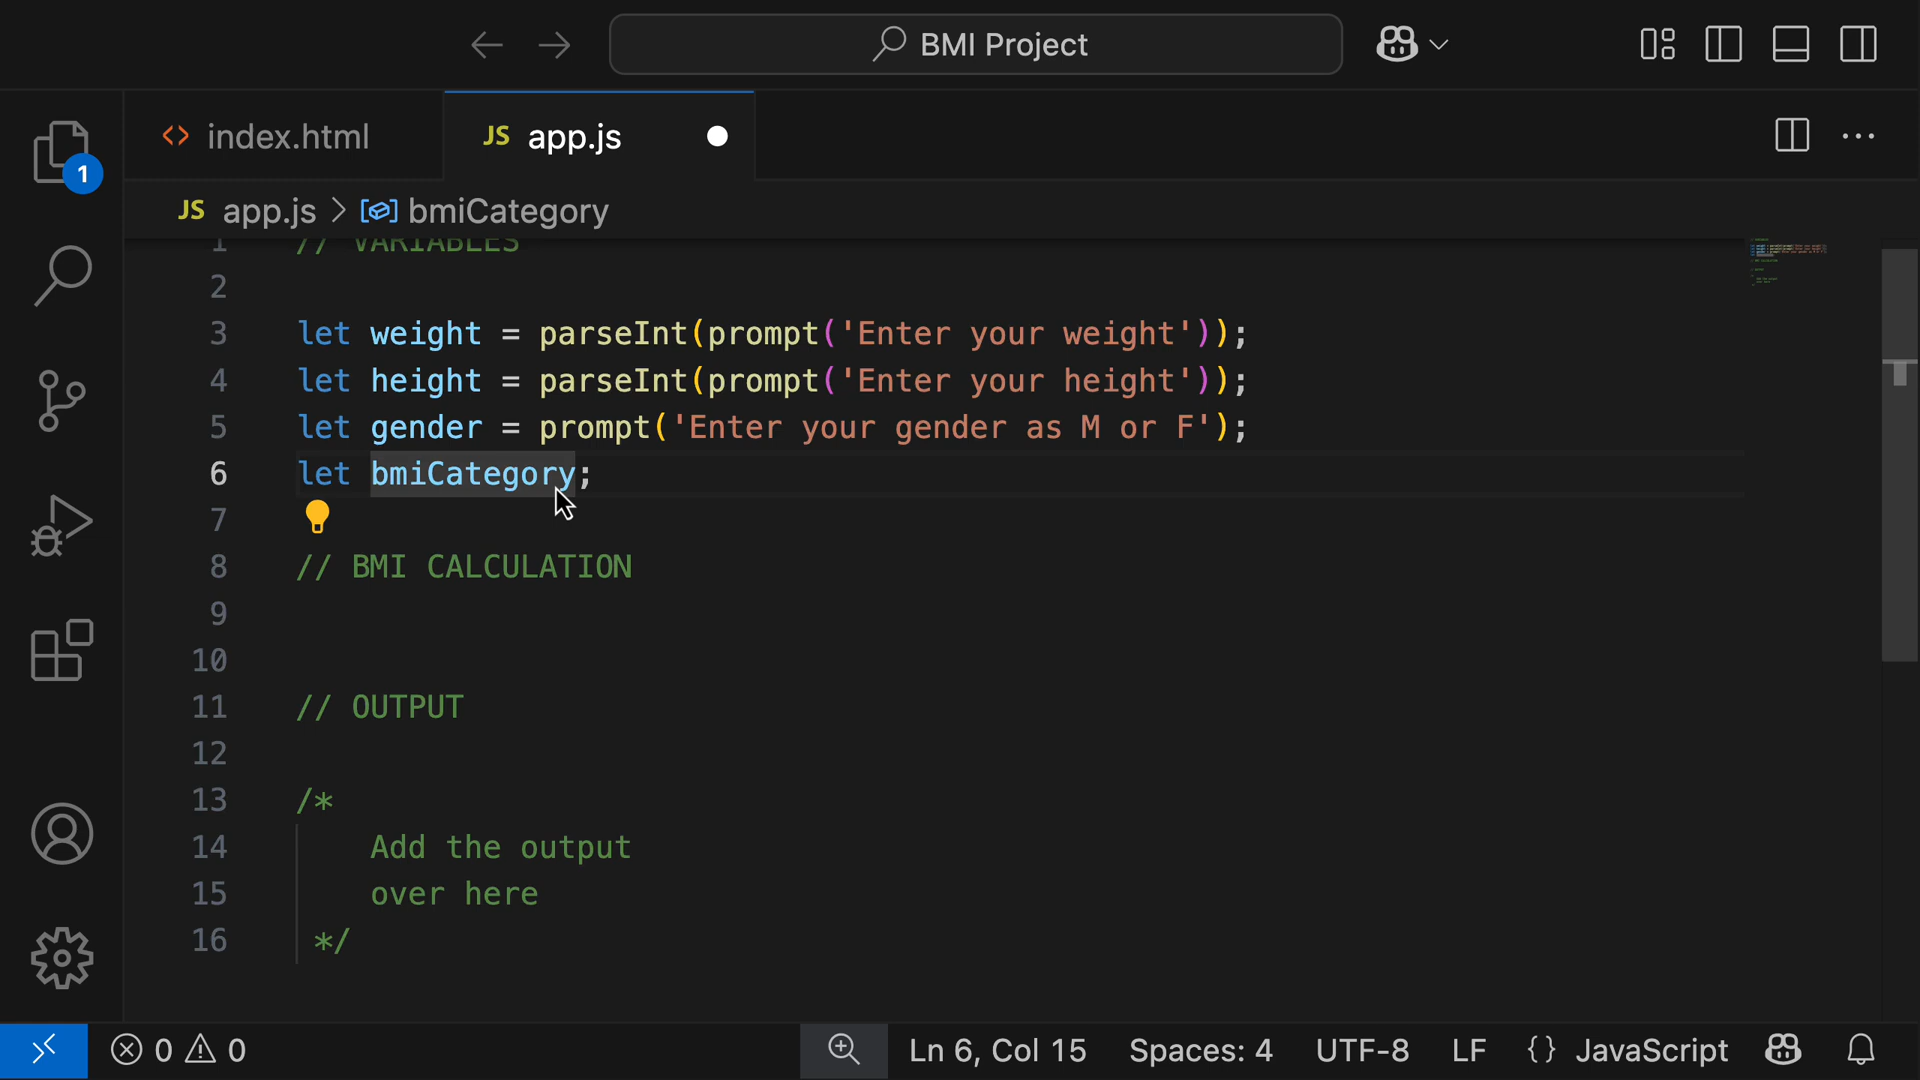 BMI Project
index.html
JS app.js
1
JS app.js > bmiCategory
1 // VARIABLES
2
3 let weight = parseInt(prompt('Enter your weight'));
4 let height = parseInt(prompt('Enter your height'));
5 let gender = prompt('Enter your gender as M or F');
6 let bmiCategory;
7
8 // BMI CALCULATION
9
10
11 // OUTPUT
12
13 /*
14 Add the output
15 over here
16 */
0 0 Ln 6, Col 15 Spaces: 4 UTF-8 LF {} JavaScript